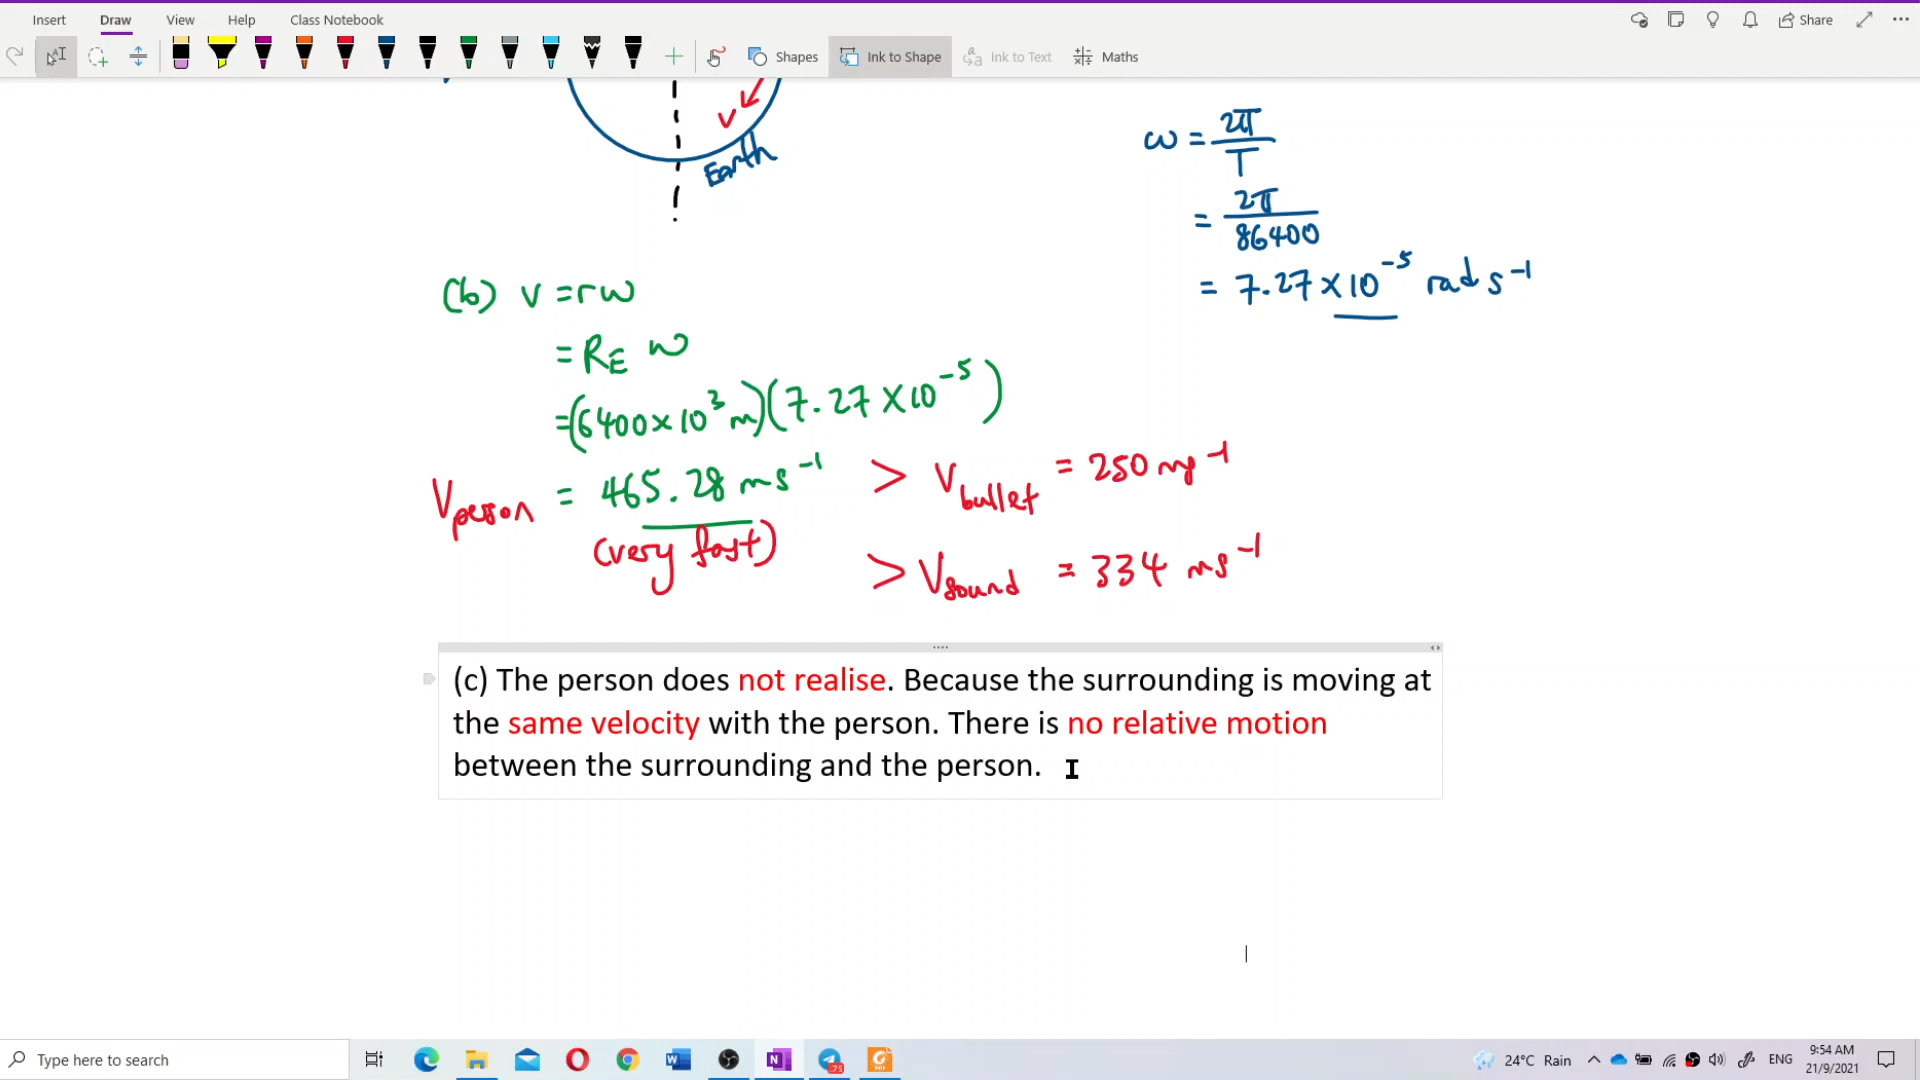 Insert Draw View Help Class Notebook Share
Shapes Ink to Shape Ink to Text Maths
v
Earth
ω = 2π / T
= 2π / 86400
= 7.27 × 10⁻⁵ rad s⁻¹
(b) v = rω
= R_E ω
= (6400 × 10³ m)(7.27 × 10⁻⁵)
V_person = 465.28 ms⁻¹ > V_bullet = 250 ms⁻¹
(very fast) > V_sound = 334 ms⁻¹
(c) The person does not realise. Because the surrounding is moving at
the same velocity with the person. There is no relative motion
between the surrounding and the person.
Type here to search
.75
24°C Rain
ENG
9:54 AM
21/9/2021